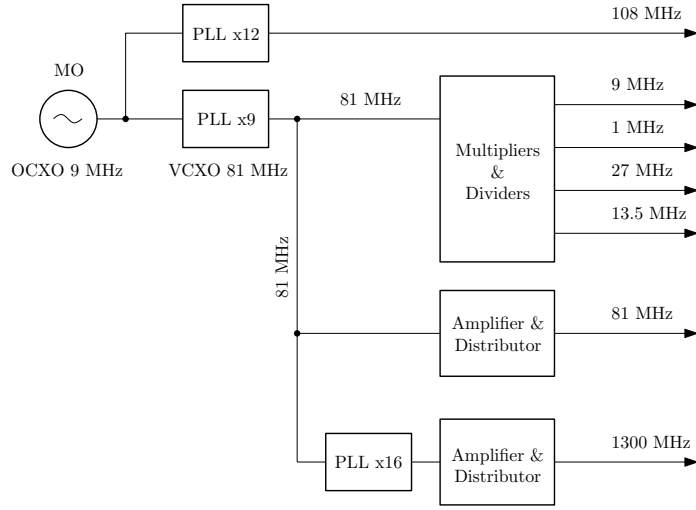 108 MHz
PLL x12
MO
9 MHz
81 MHz
PLL x9
1 MHz
Multipliers
&
Dividers
OCXO 9 MHz
VCXO 81 MHz
27 MHz
13.5 MHz
81 MHz
81 MHz
Amplifier &
Distributor
1300 MHz
PLL x16
Amplifier &
Distributor